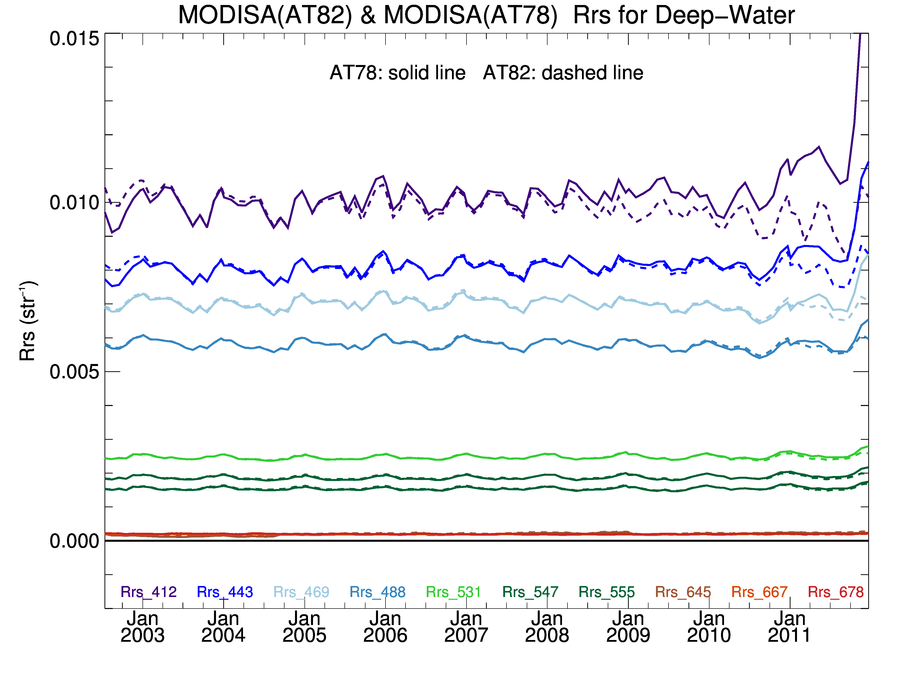 MODISA(AT82) & MODISA(AT78) Rrs for Deep−Water
AT78: solid line AT82: dashed line
0.015
0.010
0.005
0.000
Rrs (str⁻¹)
Rrs_412 Rrs_443 Rrs_469 Rrs_488 Rrs_531 Rrs_547 Rrs_555 Rrs_645 Rrs_667 Rrs_678
Jan Jan Jan Jan Jan Jan Jan Jan Jan
2003 2004 2005 2006 2007 2008 2009 2010 2011